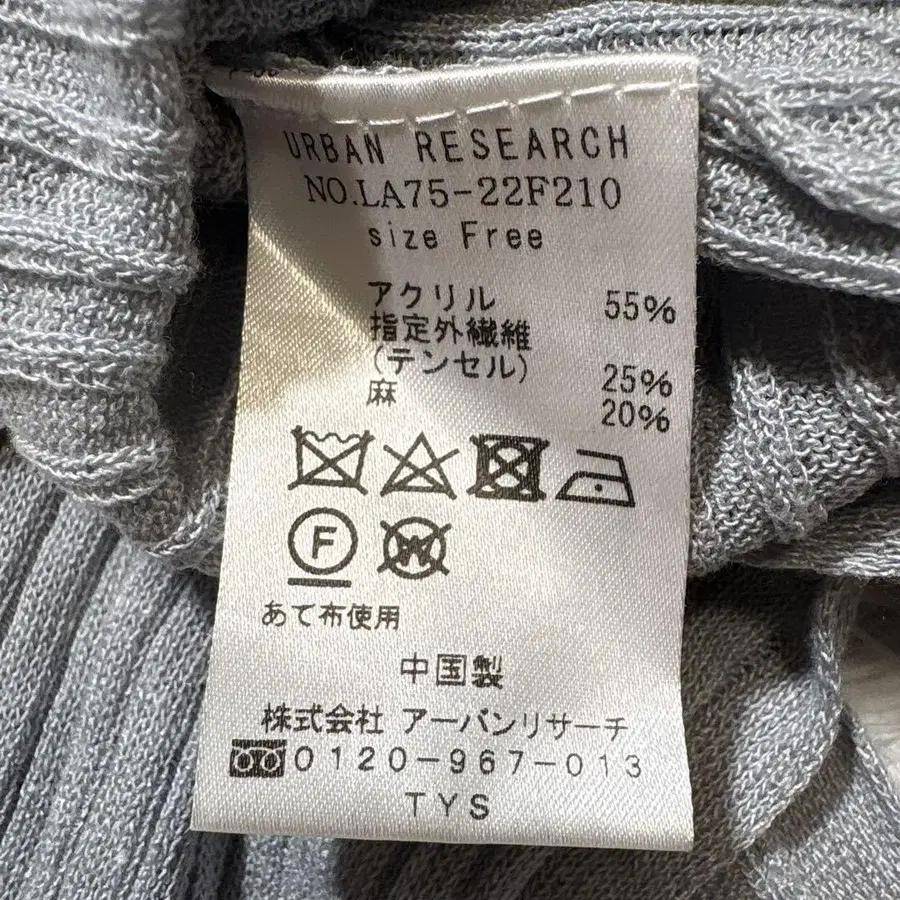 URBAN RESEARCH
NO.LA75-22F210
size Free
アクリル 55%
指定外繊維
(テンセル) 25%
麻 20%
F
W
あて布使用
中国製
株式会社 アーバンリサーチ
0120-967-013
TYS